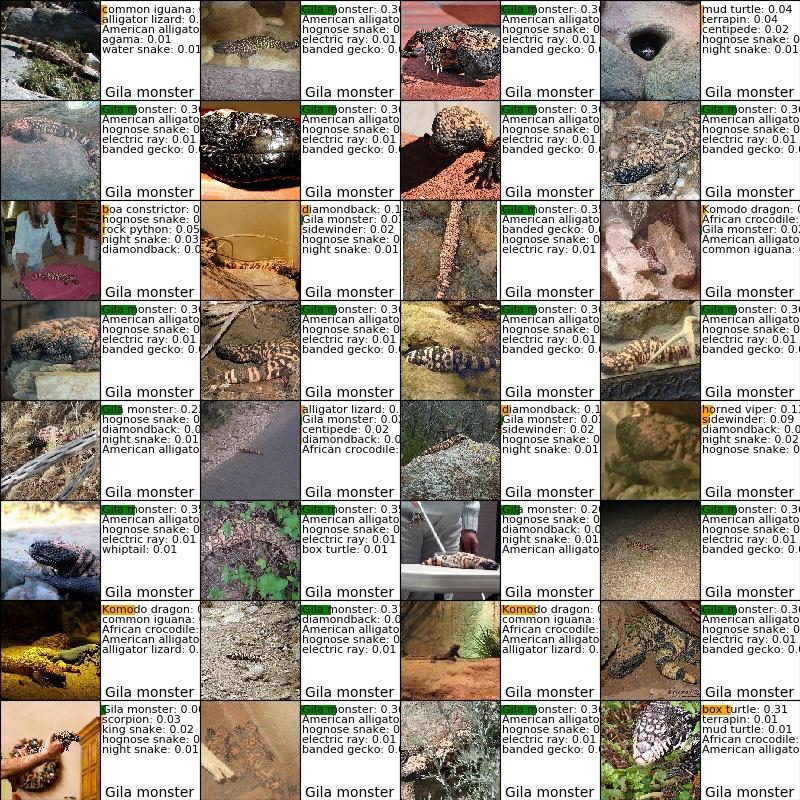 common iguana:
alligator lizard: 0.
American alligato
agama: 0.01
water snake: 0.01
Gila monster
Gila monster: 0.36
American alligato
hognose snake: 0
electric ray: 0.01
banded gecko: 0.0
Gila monster
Gila monster: 0.36
American alligato
hognose snake: 0
electric ray: 0.01
banded gecko: 0.0
Gila monster
mud turtle: 0.04
terrapin: 0.04
centipede: 0.02
hognose snake: 0
night snake: 0.01
Gila monster
Gila monster: 0.36
American alligato
hognose snake: 0
electric ray: 0.01
banded gecko: 0.0
Gila monster
Gila monster: 0.36
American alligato
hognose snake: 0
electric ray: 0.01
banded gecko: 0.0
Gila monster
Gila monster: 0.36
American alligato
hognose snake: 0
electric ray: 0.01
banded gecko: 0.0
Gila monster
Gila monster: 0.36
American alligato
hognose snake: 0
electric ray: 0.01
banded gecko: 0.0
Gila monster
boa constrictor: 0
hognose snake: 0
rock python: 0.05
night snake: 0.03
diamondback: 0.0
Gila monster
diamondback: 0.1
Gila monster: 0.0
sidewinder: 0.02
hognose snake: 0
night snake: 0.01
Gila monster
Gila monster: 0.35
American alligato
banded gecko: 0.0
hognose snake: 0
electric ray: 0.01
Gila monster
Komodo dragon: 0
African crocodile:
Gila monster: 0.02
American alligato
common iguana:
Gila monster
Gila monster: 0.36
American alligato
hognose snake: 0
electric ray: 0.01
banded gecko: 0.0
Gila monster
Gila monster: 0.36
American alligato
hognose snake: 0
electric ray: 0.01
banded gecko: 0.0
Gila monster
Gila monster: 0.36
American alligato
hognose snake: 0
electric ray: 0.01
banded gecko: 0.0
Gila monster
Gila monster: 0.36
American alligato
hognose snake: 0
electric ray: 0.01
banded gecko: 0.0
Gila monster
Gila monster: 0.2
hognose snake: 0
diamondback: 0.0
night snake: 0.01
American alligato
Gila monster
alligator lizard: 0.
Gila monster: 0.0
centipede: 0.02
diamondback: 0.0
African crocodile:
Gila monster
diamondback: 0.1
Gila monster: 0.0
sidewinder: 0.02
hognose snake: 0
night snake: 0.01
Gila monster
horned viper: 0.13
sidewinder: 0.09
diamondback: 0.0
night snake: 0.02
hognose snake: 0
Gila monster
Gila monster: 0.35
American alligato
hognose snake: 0
electric ray: 0.01
whiptail: 0.01
Gila monster
Gila monster: 0.35
American alligato
hognose snake: 0
electric ray: 0.01
box turtle: 0.01
Gila monster
Gila monster: 0.20
hognose snake: 0
diamondback: 0.0
night snake: 0.01
American alligato
Gila monster
Gila monster: 0.36
American alligato
hognose snake: 0
electric ray: 0.01
banded gecko: 0.0
Gila monster
Komodo dragon: 0
common iguana:
African crocodile:
American alligato
alligator lizard: 0.
Gila monster
Gila monster: 0.3
diamondback: 0.0
American alligato
hognose snake: 0
electric ray: 0.01
Gila monster
Komodo dragon: 0
common iguana:
African crocodile:
American alligato
alligator lizard: 0.
Gila monster
Gila monster: 0.36
American alligato
hognose snake: 0
electric ray: 0.01
banded gecko: 0.0
Gila monster
Gila monster: 0.06
scorpion: 0.03
king snake: 0.02
hognose snake: 0
night snake: 0.01
Gila monster
Gila monster: 0.36
American alligato
hognose snake: 0
electric ray: 0.01
banded gecko: 0.0
Gila monster
Gila monster: 0.36
American alligato
hognose snake: 0
electric ray: 0.01
banded gecko: 0.0
Gila monster
box turtle: 0.31
terrapin: 0.01
mud turtle: 0.01
African crocodile:
American alligato
Gila monster